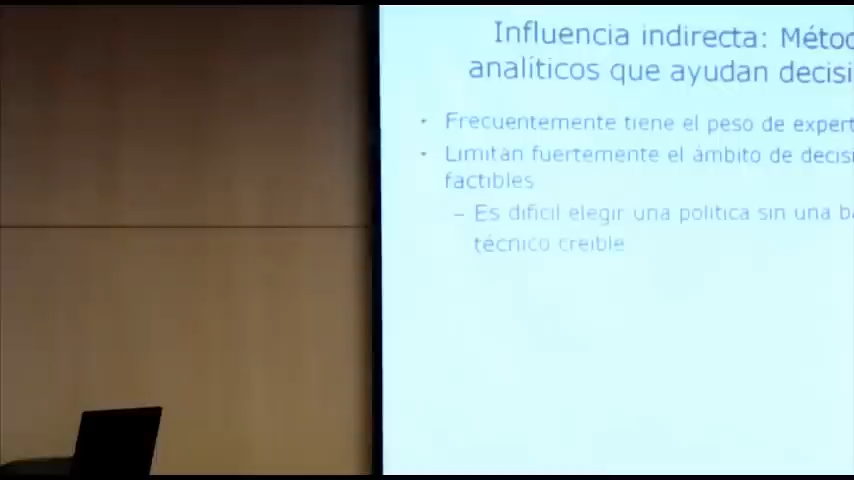 Influencia indirecta:
analíticos que ayudan
• Frecuentemente tiene el peso de
• Limitan fuertemente el ámbito de
factibles
– Es difícil elegir una política sin una
técnico creíble